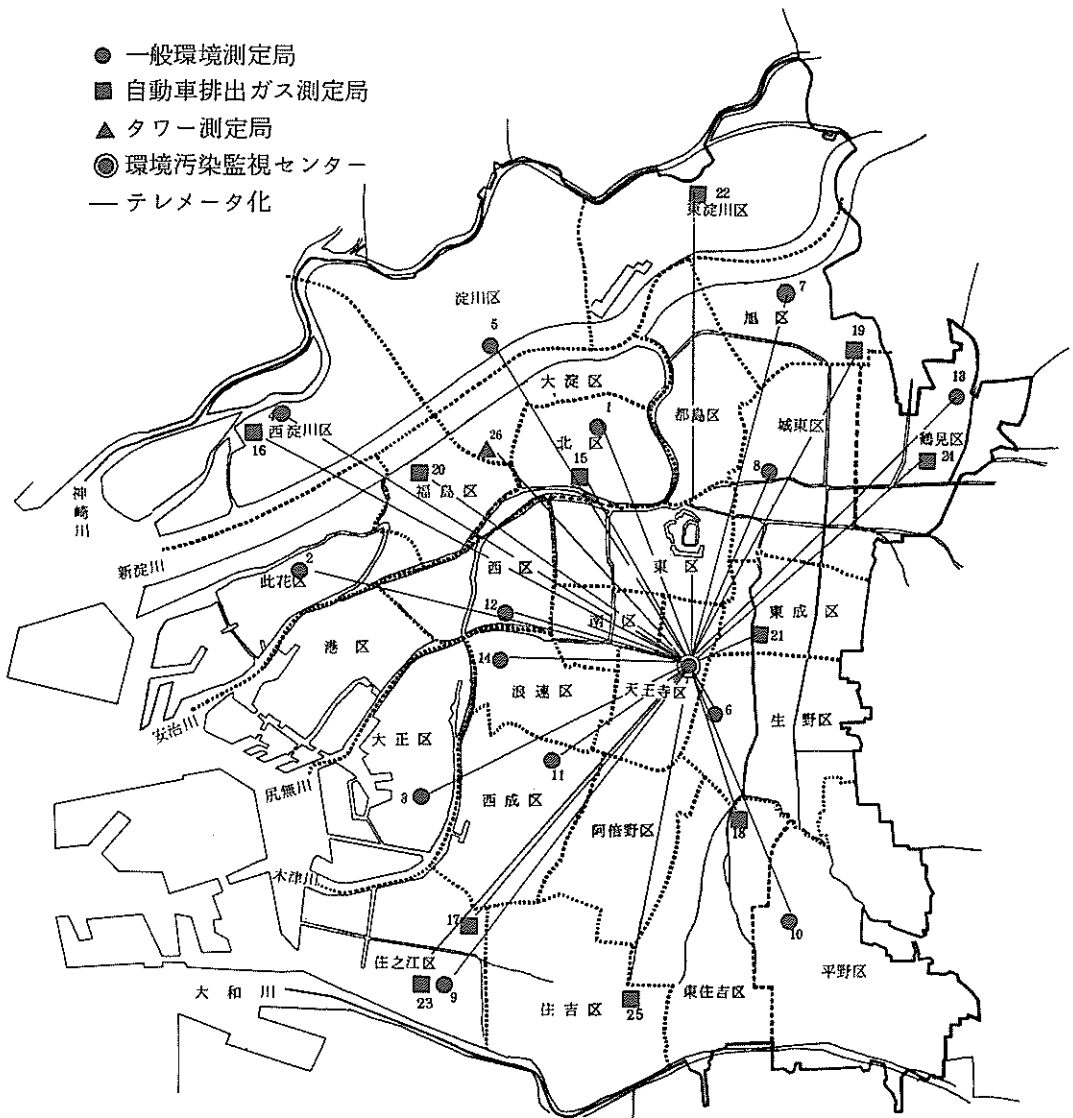 一般環境測定局
自動車排出ガス測定局
タワー測定局
環境汚染監視センター
テレメータ化
22
東淀川区
7
淀川区
旭区
5
19
大淀区
13
1
都島区
4
西淀川区
城東区
26
北区
鶴見区
16
15
24
20
8
福島区
神崎川
新淀川
2
此花区
西区
東区
12
東成区
南区
21
港区
14
浪速区
天王寺区
6
生野区
安治川
大正区
尻無川
11
3
西成区
18
阿倍野区
木津川
17
10
住之江区
平野区
大和川
23
9
東住吉区
住吉区
25